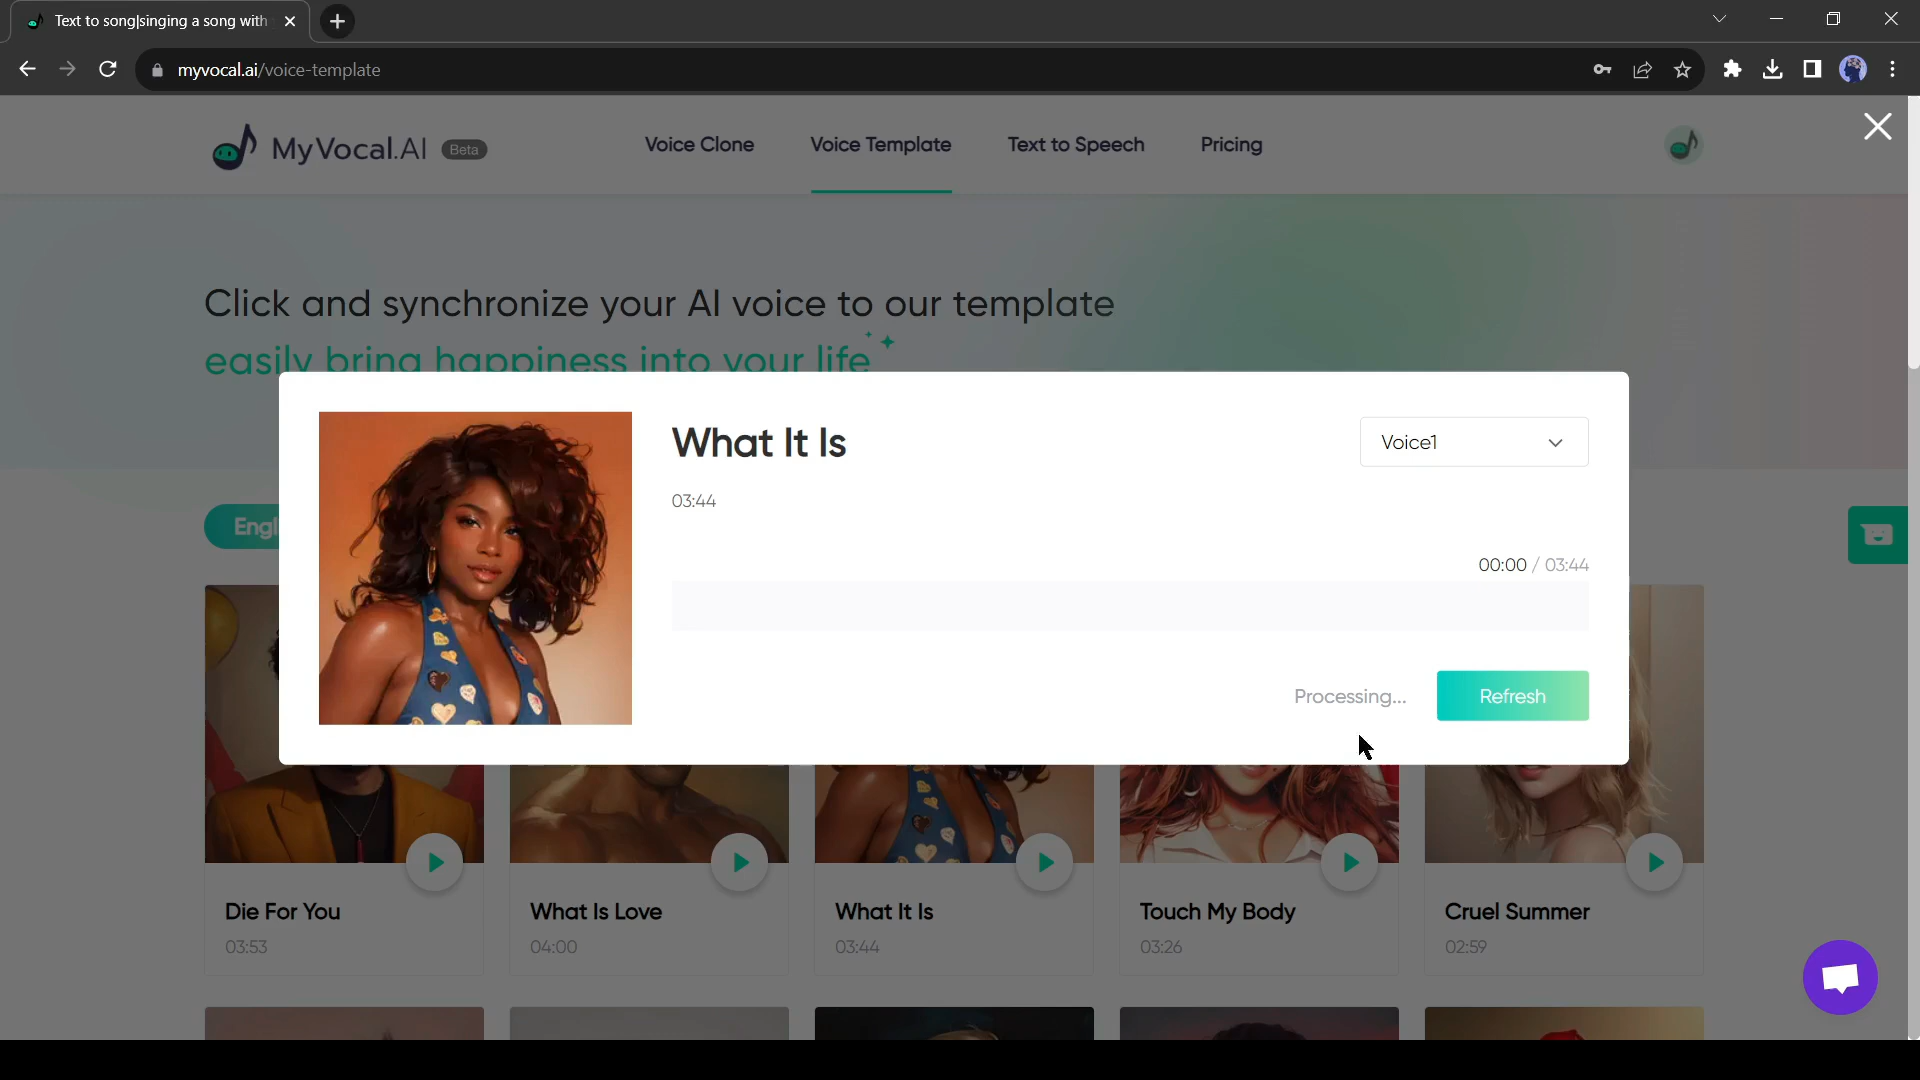 Text to song|singing a song with
myvocal.ai/voice-template
MyVocal.AI Beta
Voice Clone
Voice Template
Text to Speech
Pricing
Click and synchronize your AI voice to our template
easily bring happiness into your life
What It Is
Voice1
03:44
00:00 / 03:44
Processing...
Refresh
Engl
Die For You
03:53
What Is Love
04:00
What It Is
03:44
Touch My Body
03:26
Cruel Summer
02:59